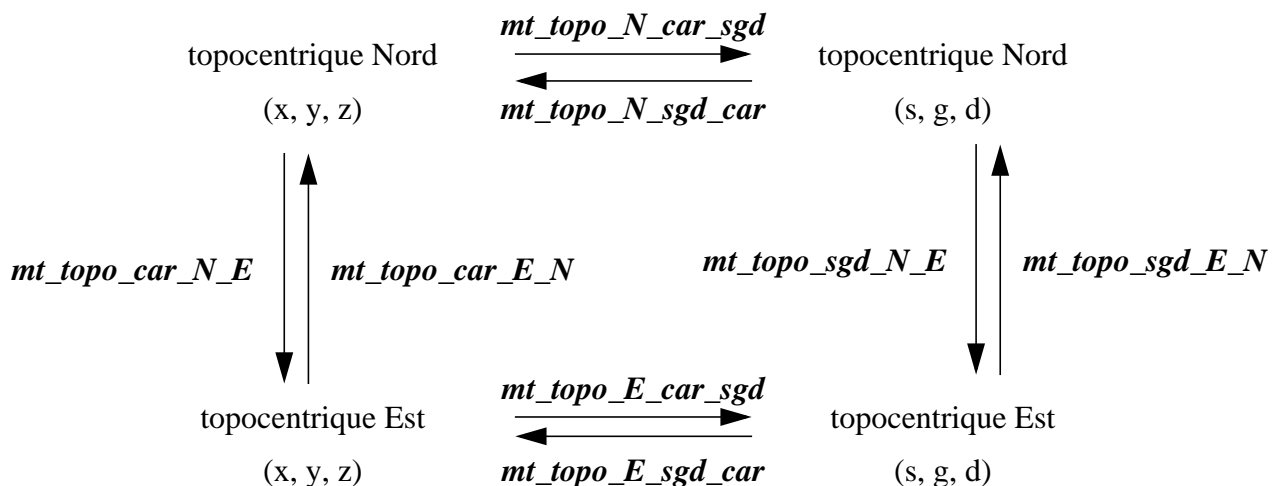 mt_topo_N_car_sgd
topocentrique Nord
topocentrique Nord
(x, y, z)
mt_topo_N_sgd_car
(s, g, d)
mt_topo_car_N_E
mt_topo_car_E_N
mt_topo_sgd_N_E
mt_topo_sgd_E_N
mt_topo_E_car_sgd
topocentrique Est
topocentrique Est
(x, y, z)
mt_topo_E_sgd_car
(s, g, d)